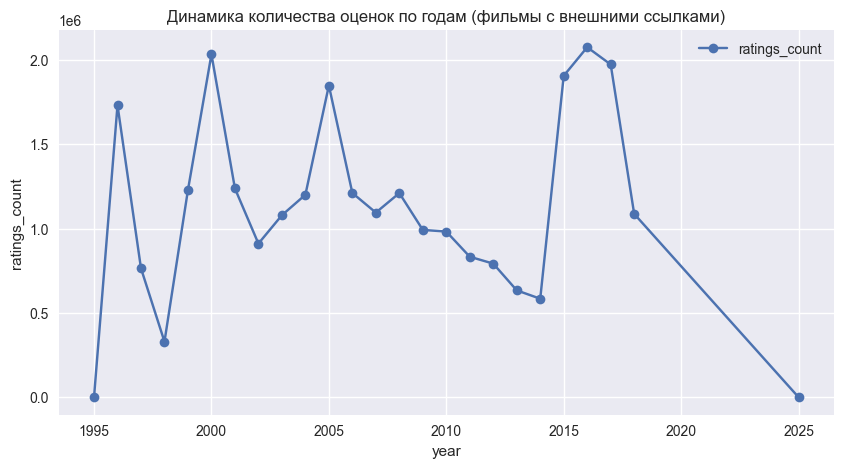 Динамика количества оценок по годам (фильмы с внешними ссылками)
1e6
ratings_count
2.0
1.5
1.0
0.5
0.0
ratings_count
1995
2000
2005
2010
2015
2020
2025
year